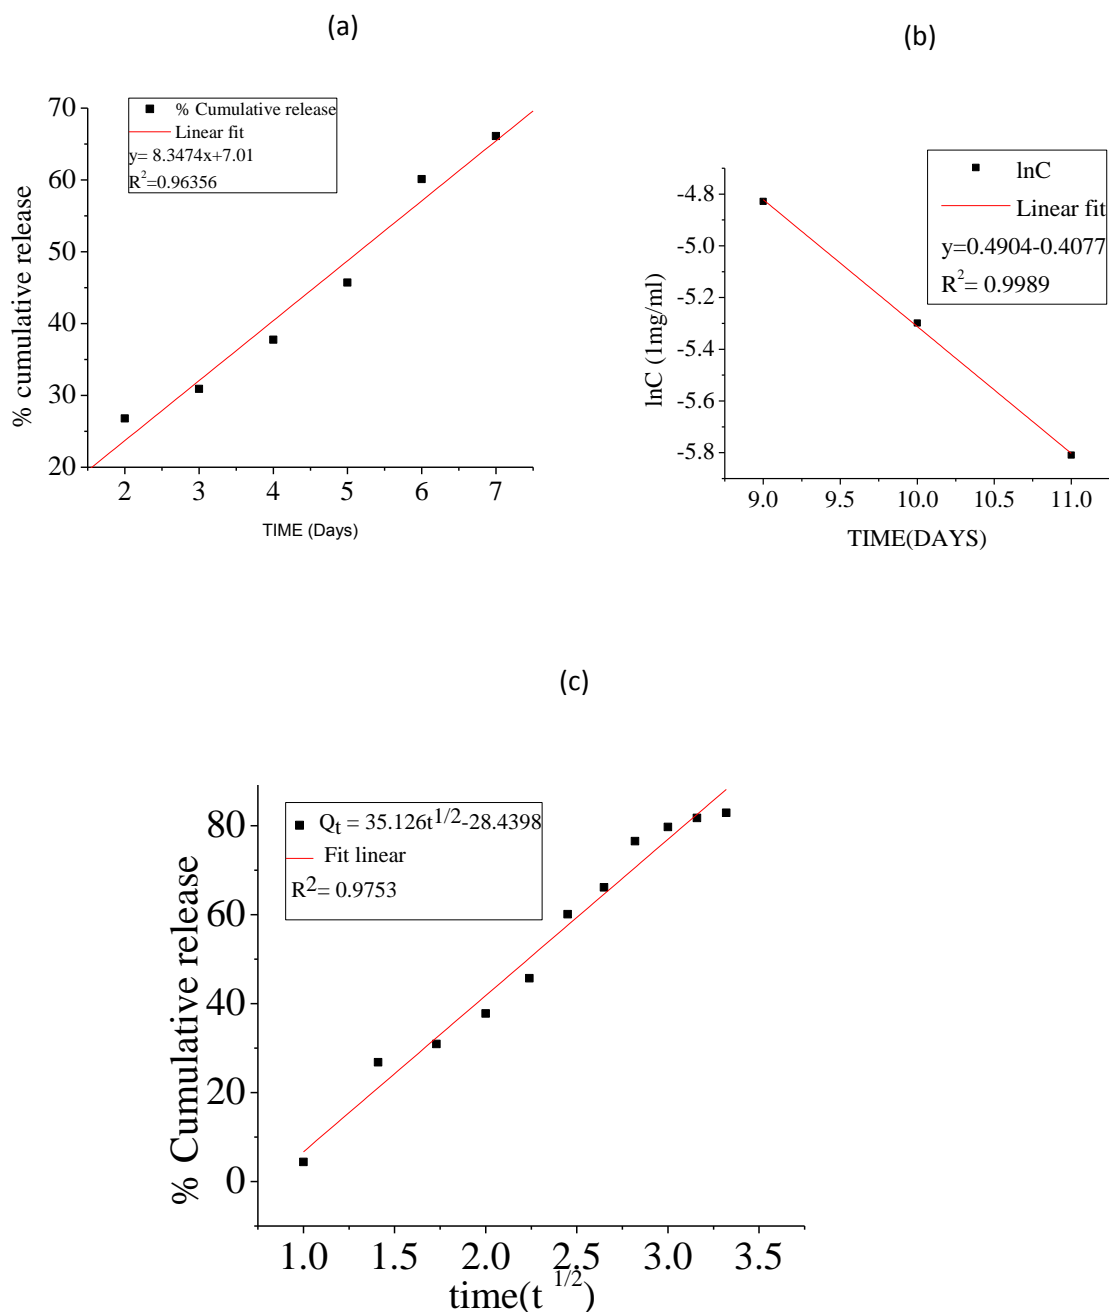 (a)
% Cumulative release
Linear fit
y= 8.3474x+7.01
R²=0.96356
% cumulative release
70
60
50
40
30
20
2 3 4 5 6 7
TIME (Days)
(b)
lnC
Linear fit
y=0.4904-0.4077
R²= 0.9989
lnC (1mg/ml)
-4.8
-5.0
-5.2
-5.4
-5.6
-5.8
9.0 9.5 10.0 10.5 11.0
TIME(DAYS)
(c)
Qt = 35.126t^1/2-28.4398
Fit linear
R²= 0.9753
% Cumulative release
80
60
40
20
0
1.0 1.5 2.0 2.5 3.0 3.5
time(t ^1/2)